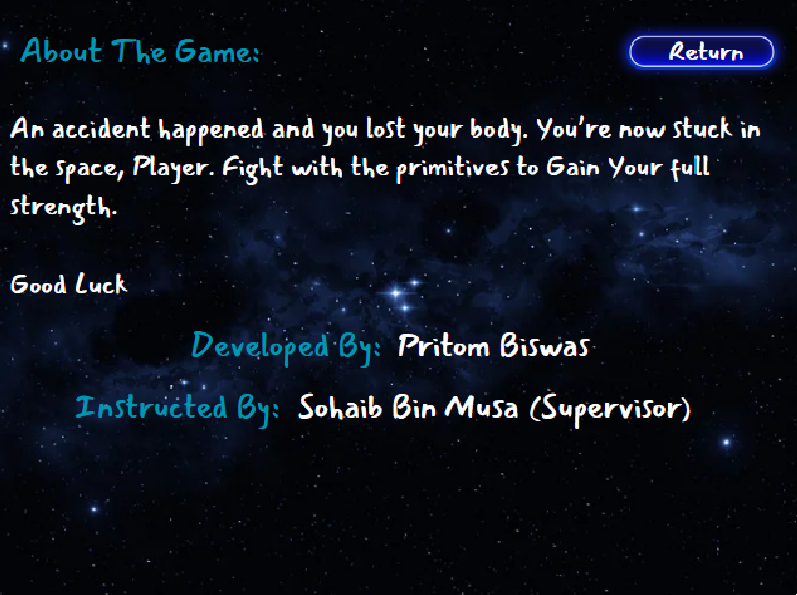 About The Game:
Return
An accident happened and you lost your body. You're now stuck in
the space, Player. Fight with the primitives to Gain Your full
strength.
Good Luck
Developed By: Pritom Biswas
Instructed By: Sohaib Bin Musa (Supervisor)